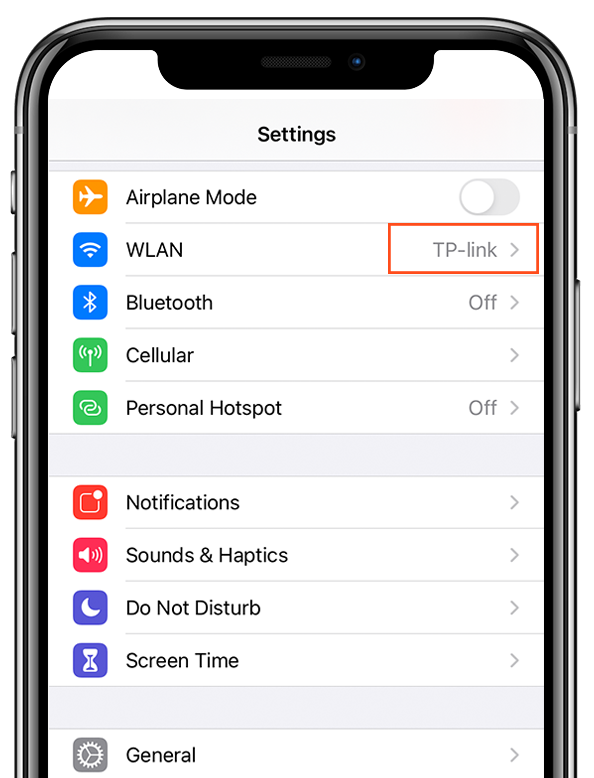 Settings
Airplane Mode
WLAN TP-link
Bluetooth Off
Cellular
Personal Hotspot Off
Notifications
Sounds & Haptics
Do Not Disturb
Screen Time
General